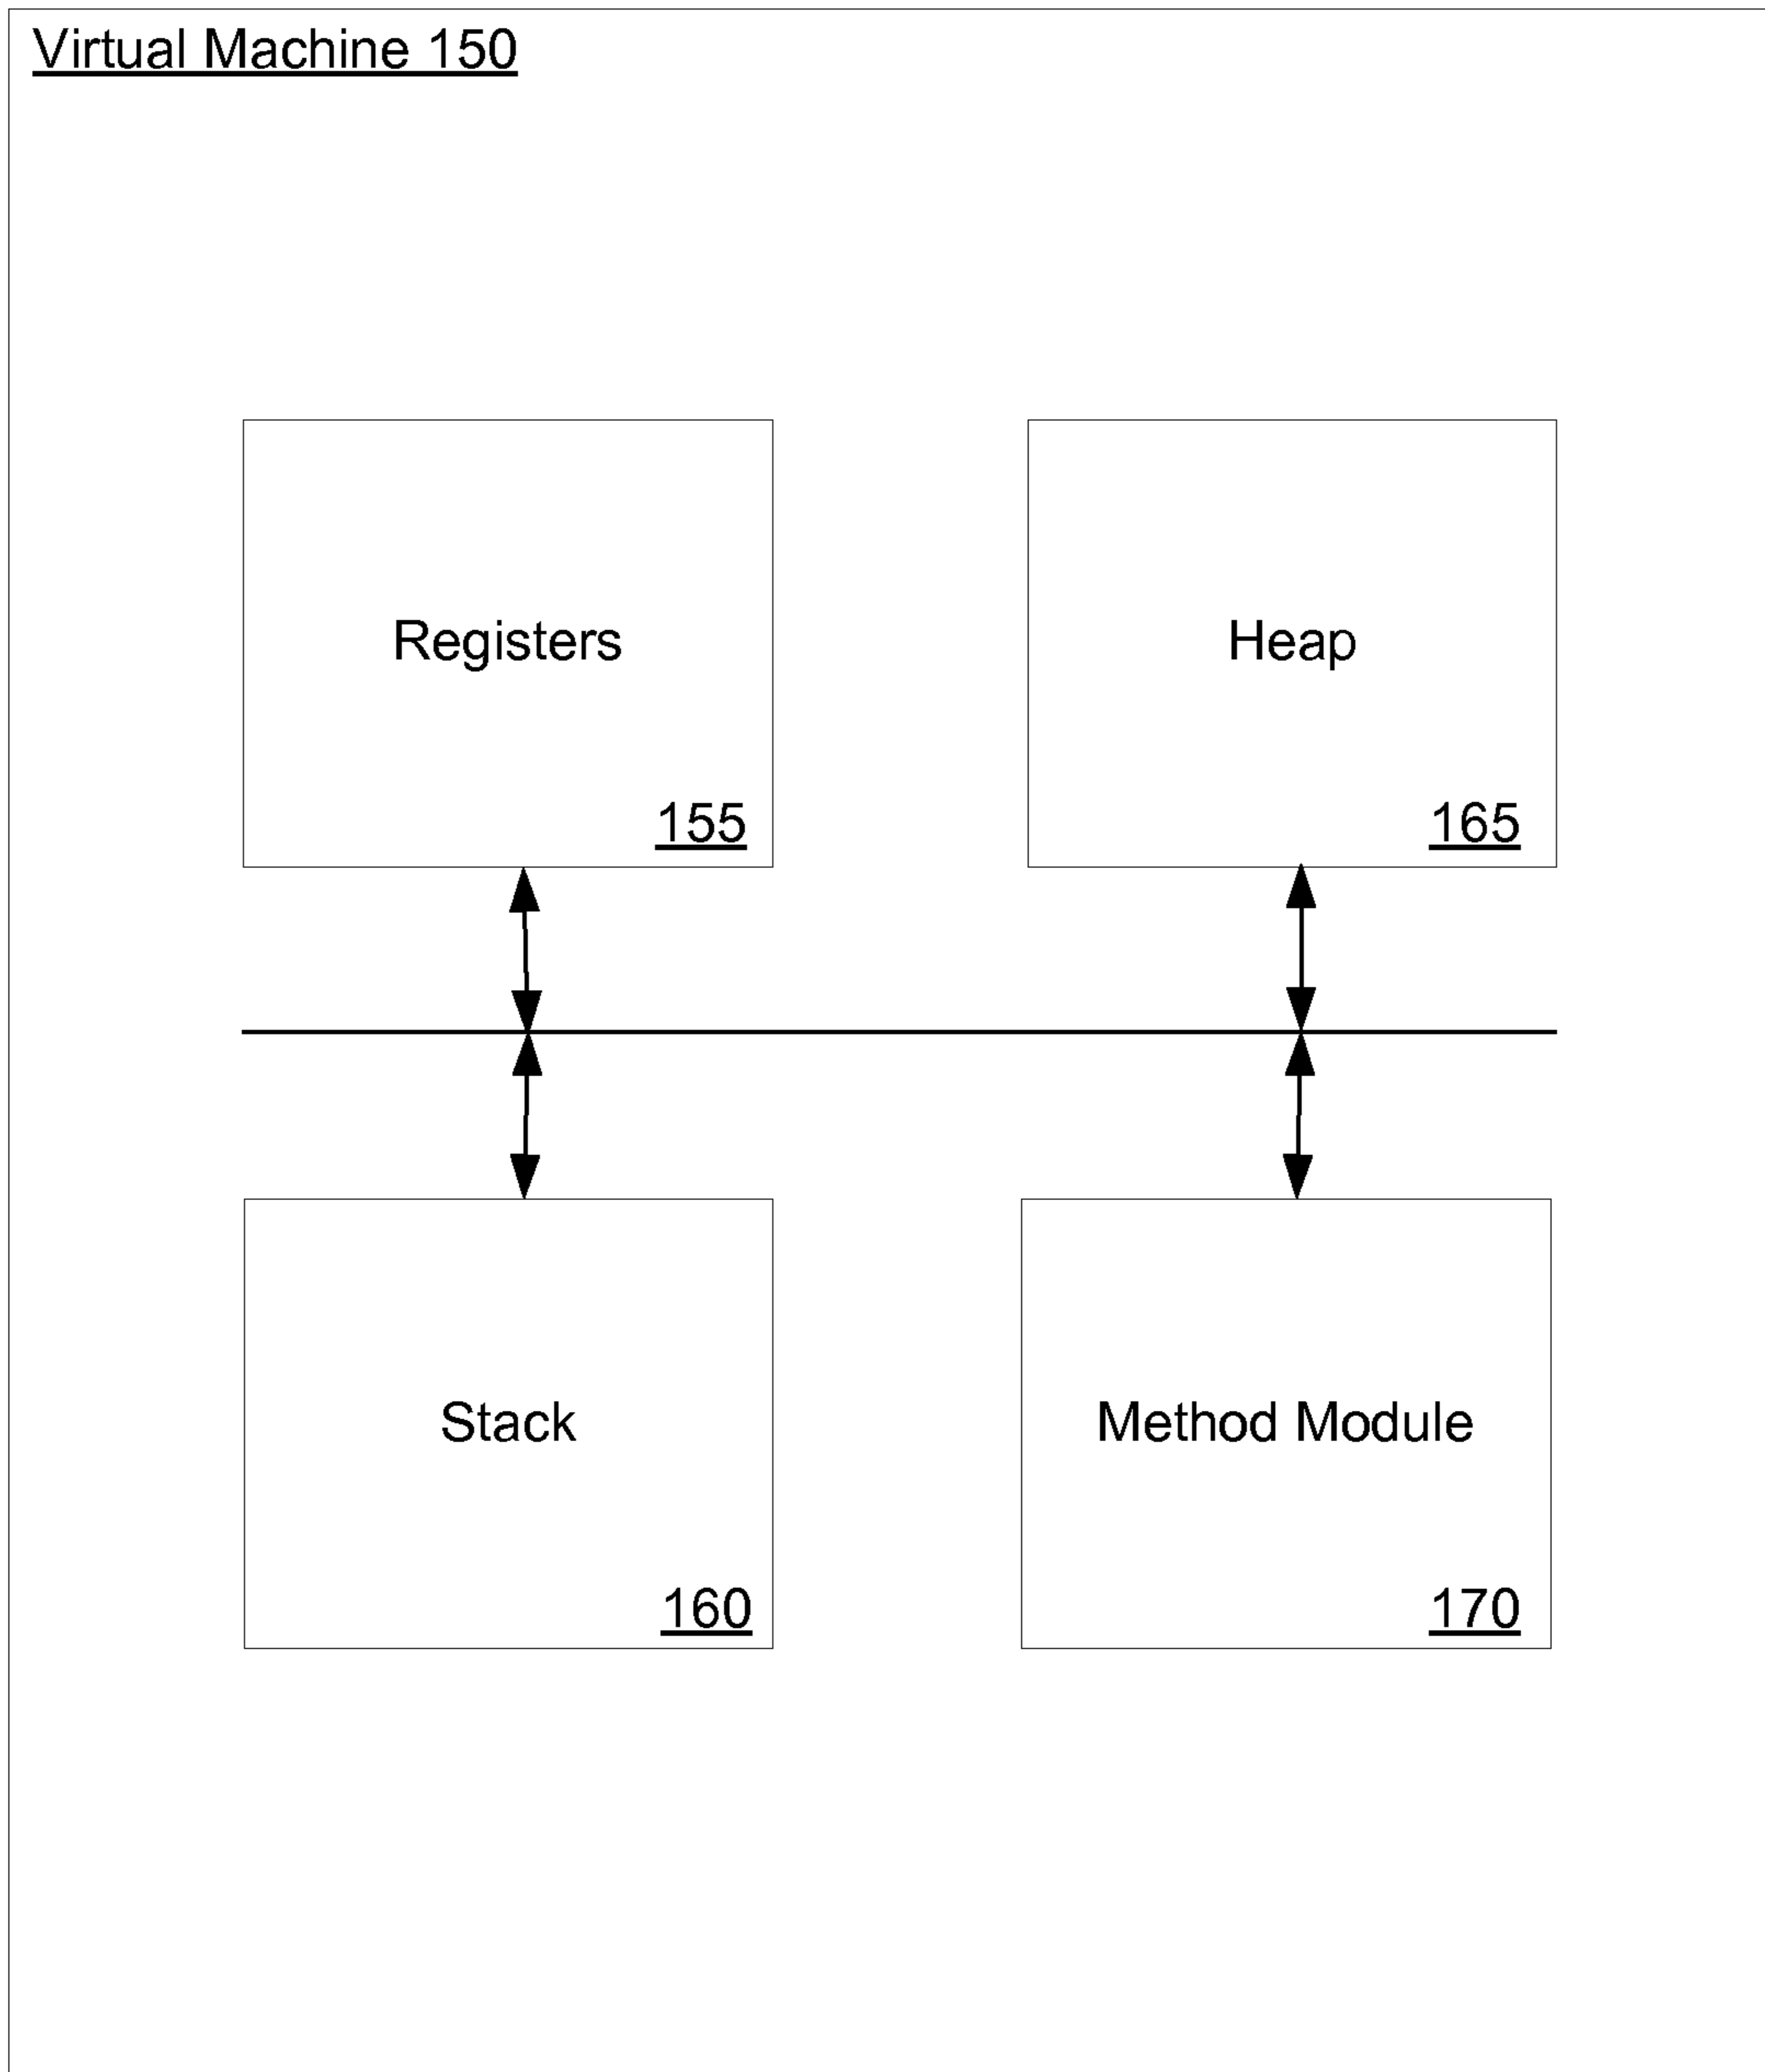 Virtual Machine 150
Registers
155
Heap
165
Stack
160
Method Module
170